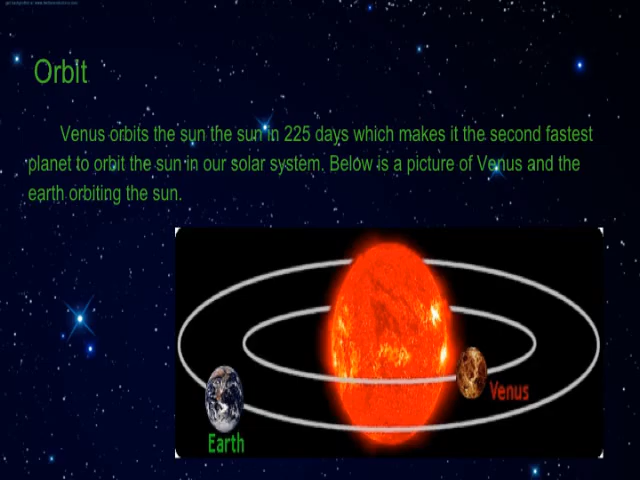 Orbit
Venus orbits the sun the sun in 225 days which makes it the second fastest
planet to orbit the sun in our solar system. Below is a picture of Venus and the
earth orbiting the sun.
Venus
Earth